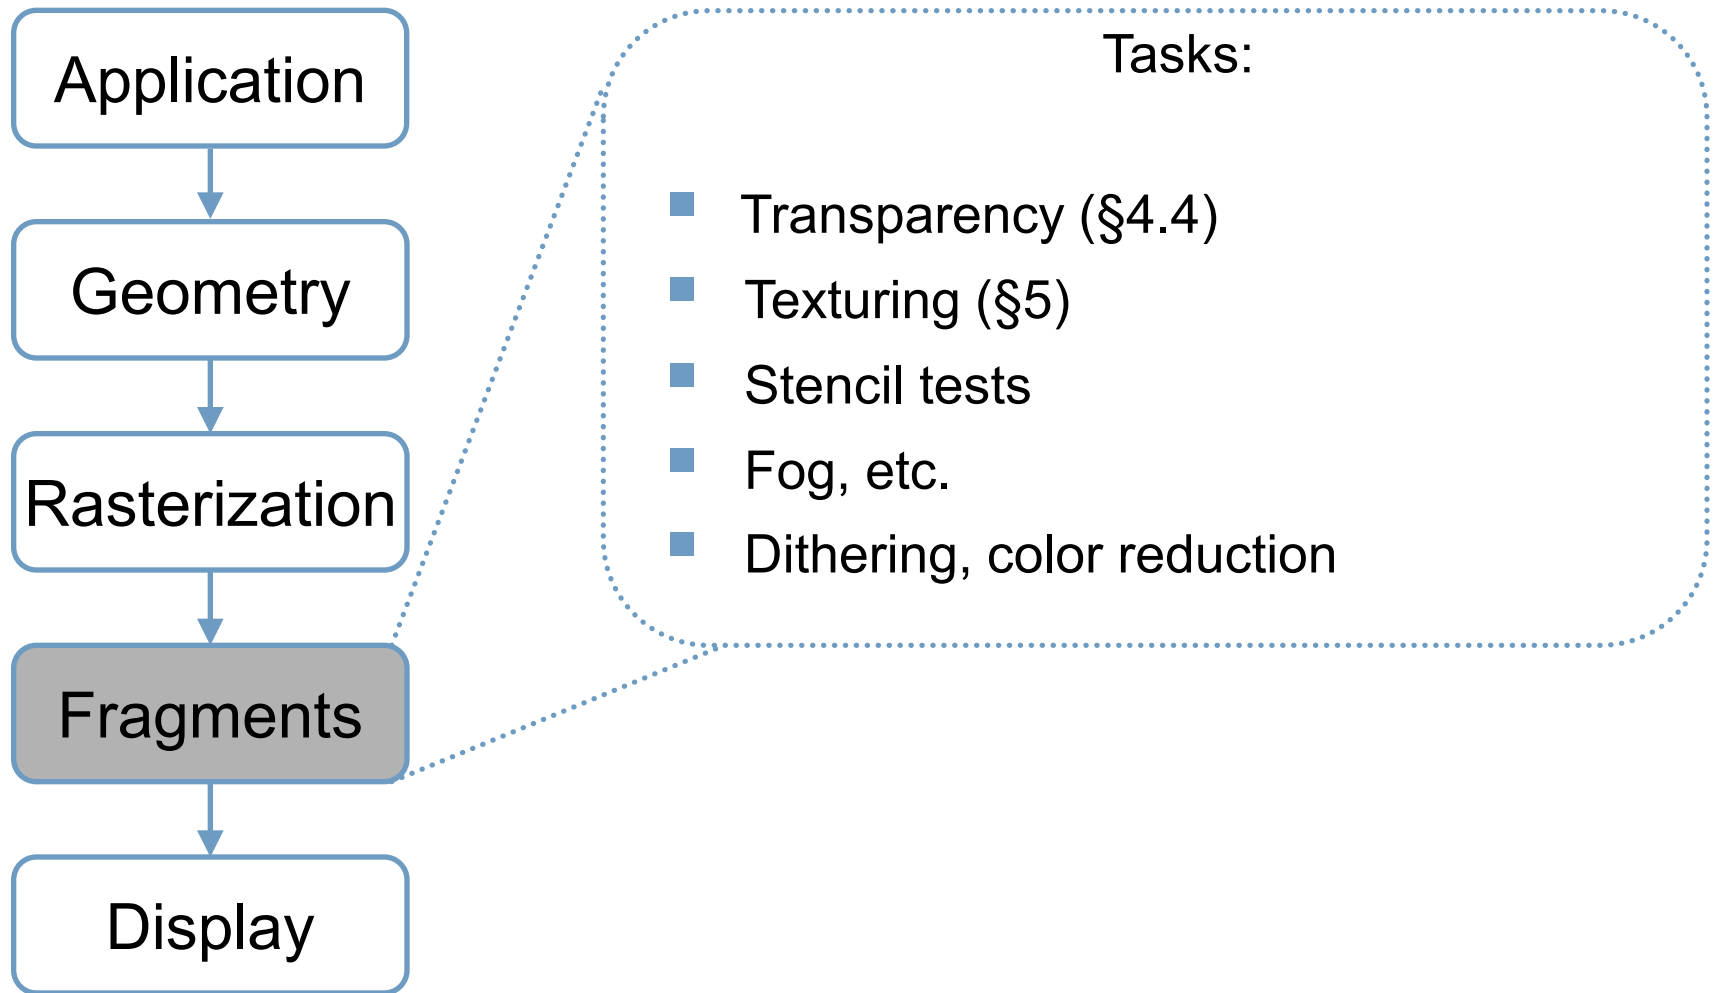 Application
Geometry
Rasterization
Fragments
Display
Tasks:
Transparency (§4.4)
Texturing (§5)
Stencil tests
Fog, etc.
Dithering, color reduction